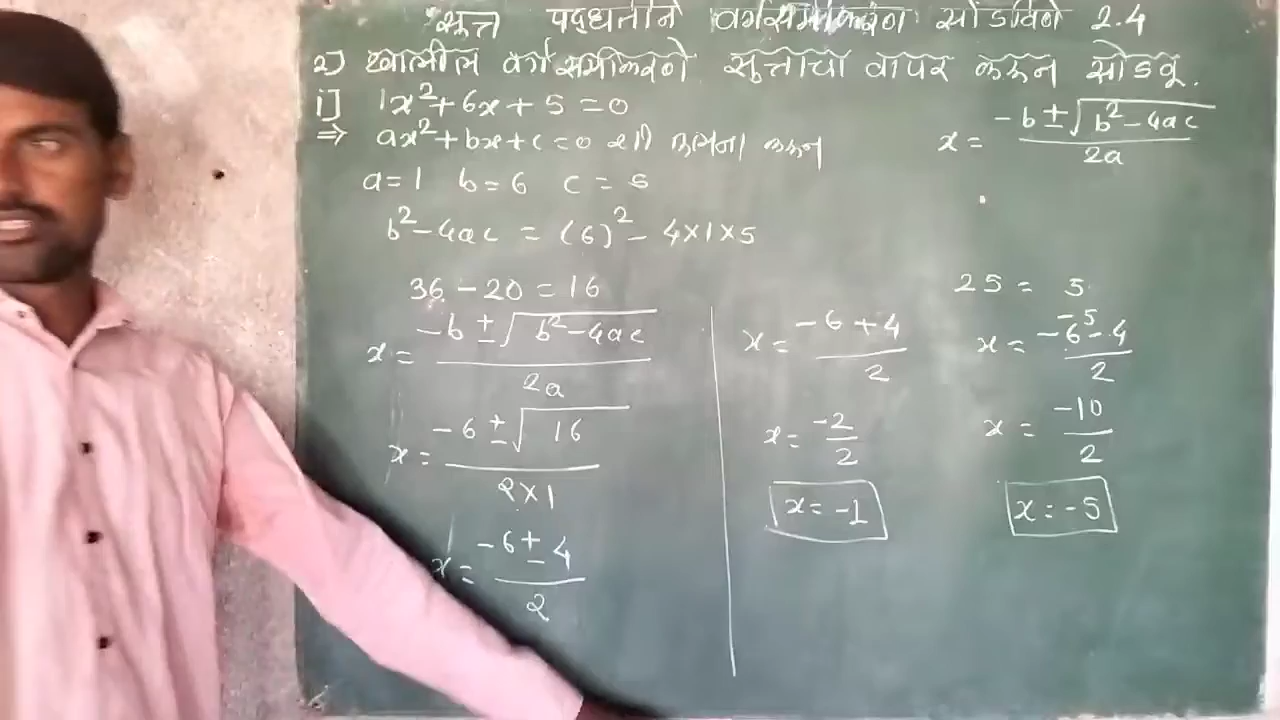 सूत्र पद्धतीने वर्गसमीकरण सोडविणे 2.4
2) खालील वर्गसमीकरणे सूत्राचा वापर करून सोडवू.
i] 1x²+6x+5=0
⇒ ax²+bx+c=0 शी तुलना करून
x = (-b±√(b²-4ac))/2a
a=1 b=6 c=5
b²-4ac = (6)² - 4×1×5
36-20=16
x = (-b±√(b²-4ac))/2a
x = (-6±√16)/(2×1)
x = (-6±4)/2
x = (-6+4)/2
x = -2/2
x=-1
25 = 5
-5
x = (-6-4)/2
x = -10/2
x=-5